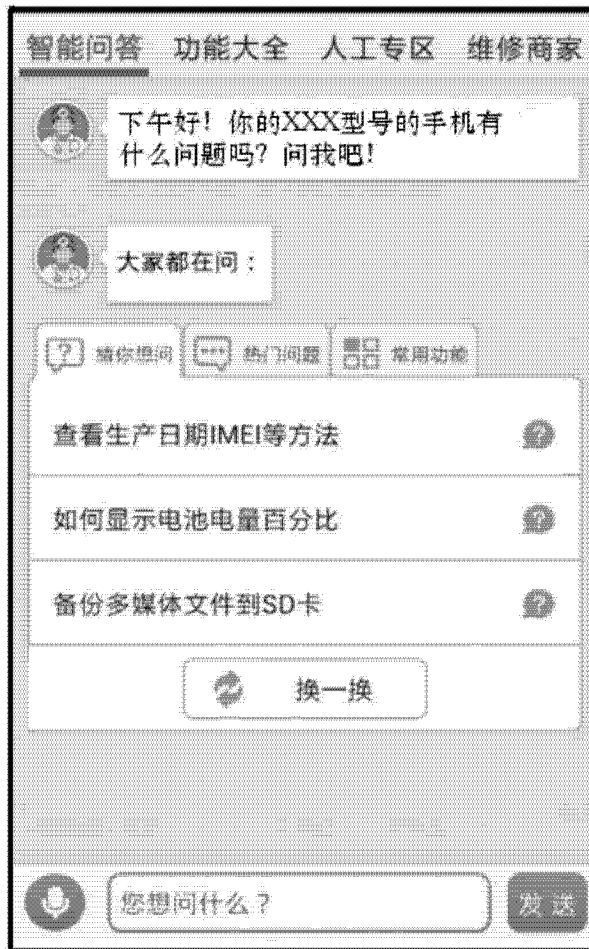 智能问答 功能大全 人工专区 维修商家
下午好！你的XXX型号的手机有
什么问题吗？问我吧！
大家都在问：
猜你想问 热门问题 常用功能
查看生产日期IMEI等方法
如何显示电池电量百分比
备份多媒体文件到SD卡
换一换
您想问什么？ 发送